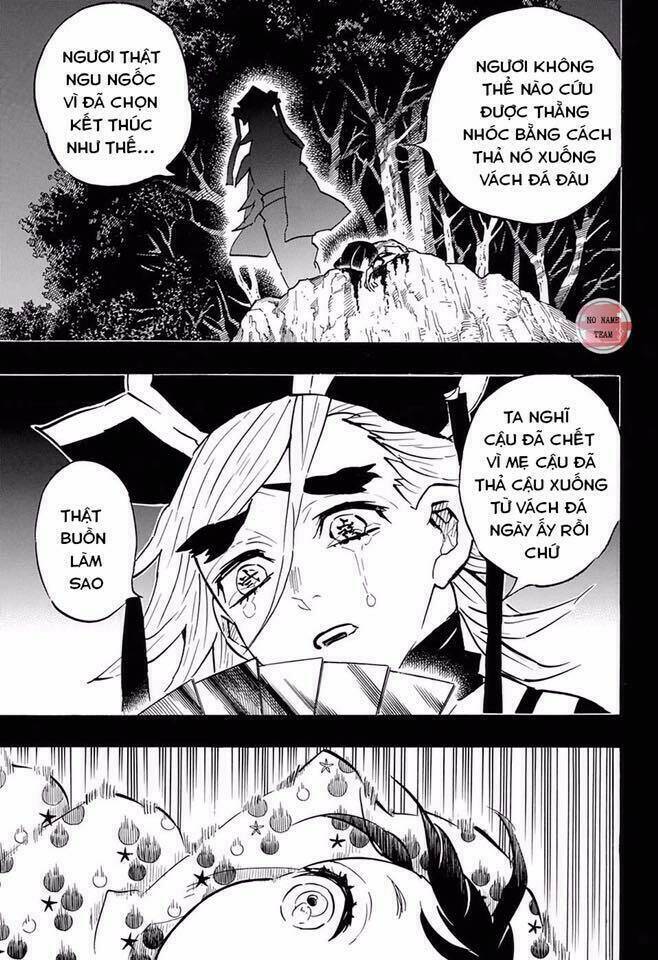 NGƯƠI KHÔNG
THỂ NÀO CỨU
ĐƯỢC THẰNG
NHÓC BẰNG CÁCH
THẢ NÓ XUỐNG
VÁCH ĐÁ ĐÂU
NGƯƠI THẬT
NGU NGỐC
VÌ ĐÃ CHỌN
KẾT THÚC
NHƯ THẾ...
NO NAME
TEAM
TA NGHĨ
CẬU ĐÃ CHẾT
VÌ MẸ CẬU ĐÃ
THẢ CẬU XUỐNG
TỪ VÁCH ĐÁ
NGÀY ẤY RỒI
CHỨ
THẬT
BUỒN
LÀM
SAO